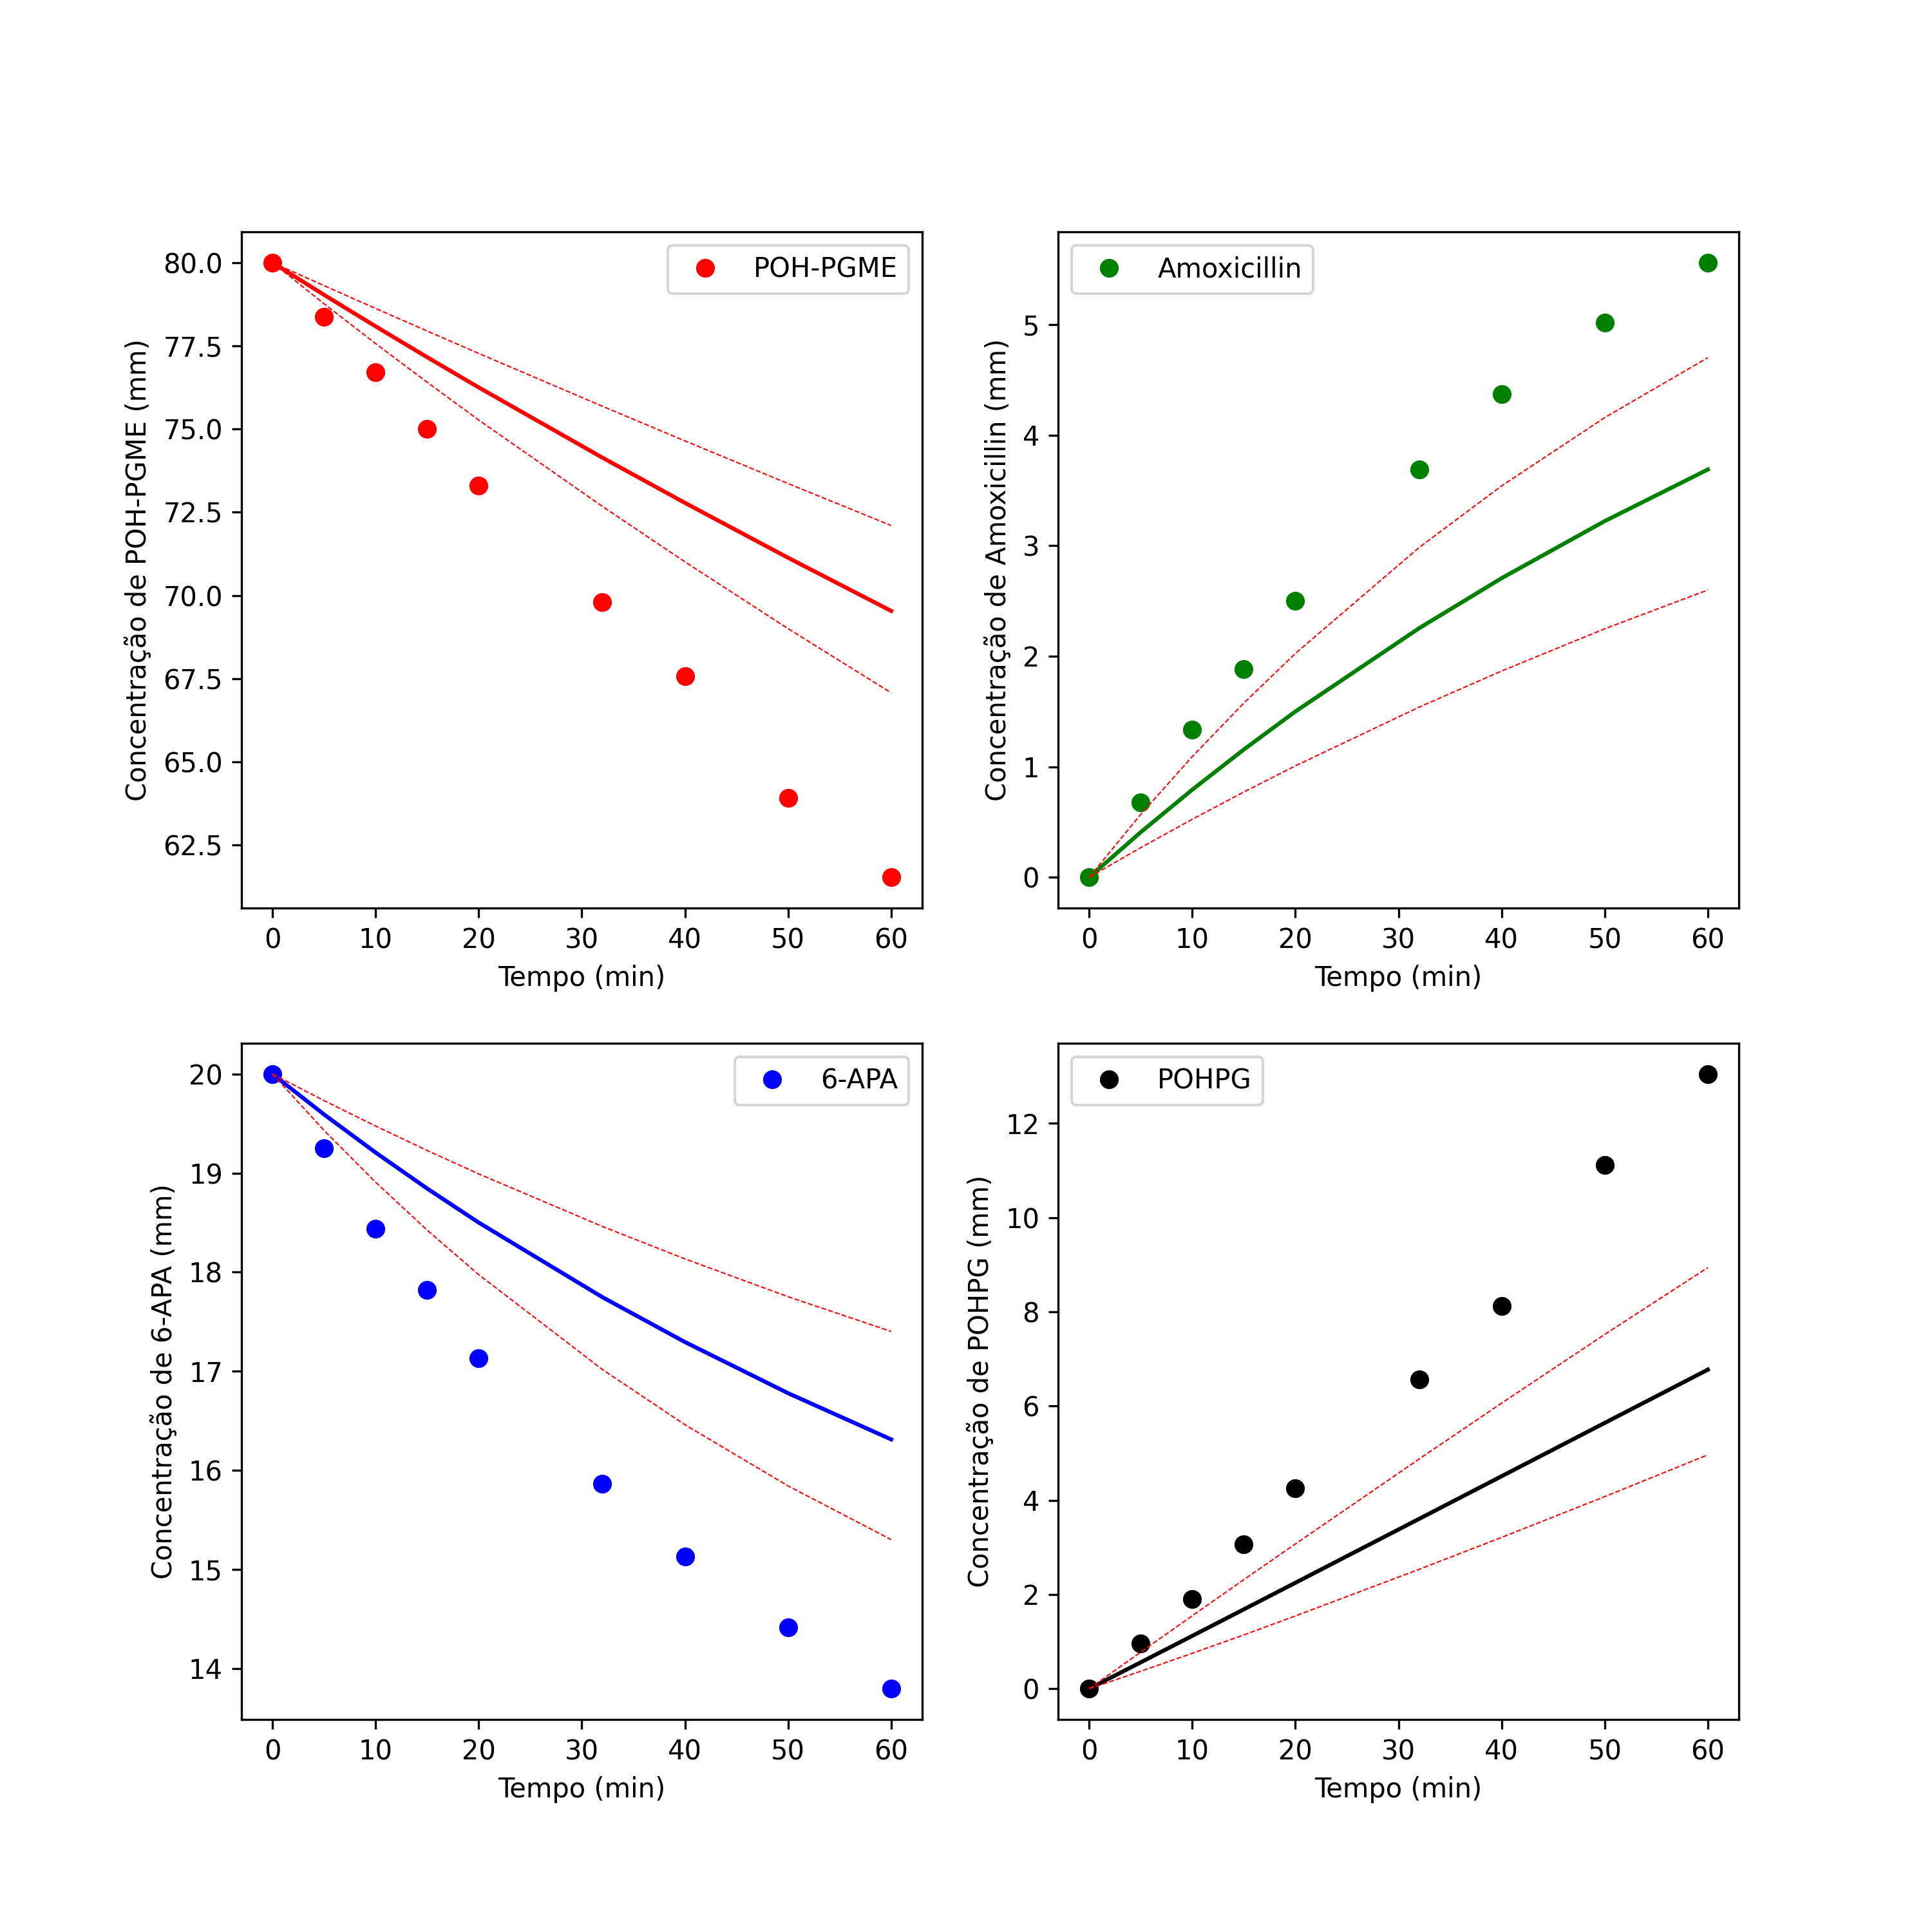 POH-PGME
Concentração de POH-PGME (mm)
80.0
77.5
75.0
72.5
70.0
67.5
65.0
62.5
0 10 20 30 40 50 60
Tempo (min)
Amoxicillin
Concentração de Amoxicillin (mm)
5
4
3
2
1
0
0 10 20 30 40 50 60
Tempo (min)
6-APA
Concentração de 6-APA (mm)
20
19
18
17
16
15
14
0 10 20 30 40 50 60
Tempo (min)
POHPG
Concentração de POHPG (mm)
12
10
8
6
4
2
0
0 10 20 30 40 50 60
Tempo (min)